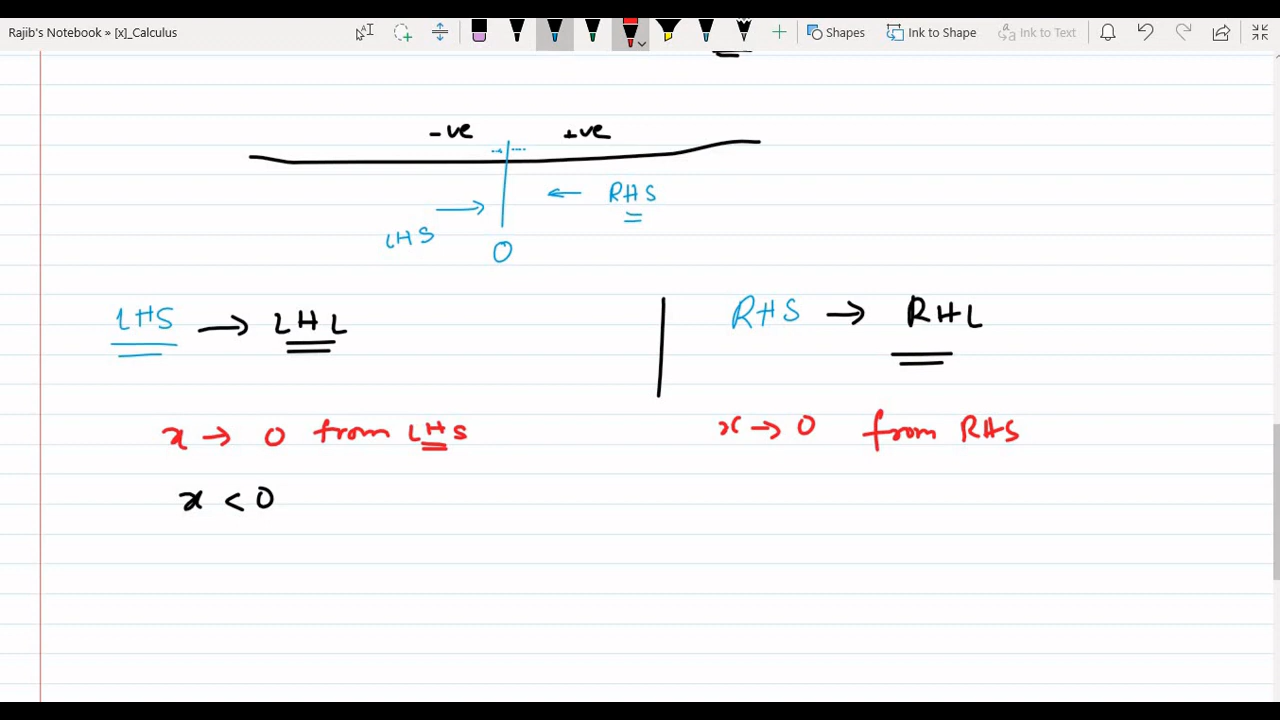 Rajib's Notebook » [x]_Calculus
Shapes
Ink to Shape
Ink to Text
-ve +ve
← RHS
→
LHS
0
LHS → LHL
RHS → RHL
x → 0 from LHS
x → 0 from RHS
x < 0